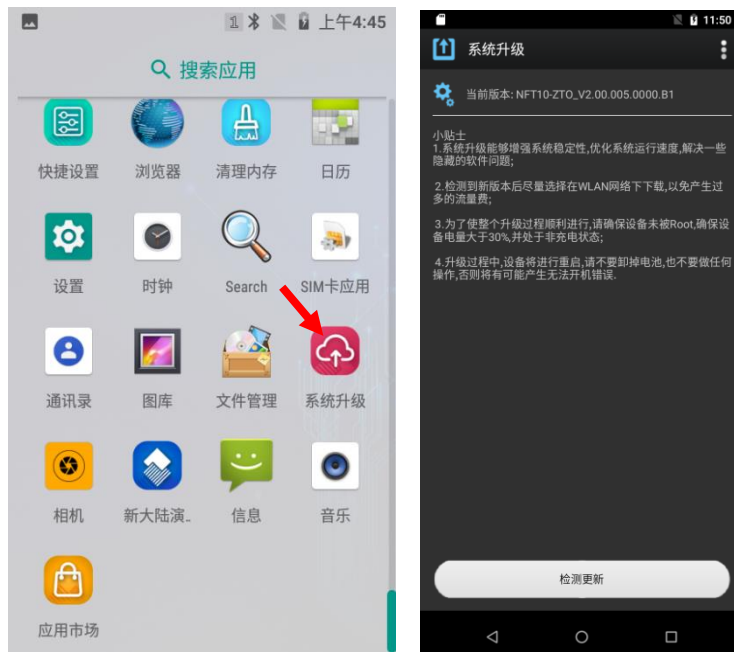 1
上午4:45
搜索应用
快捷设置
浏览器
清理内存
日历
设置
时钟
Search
SIM卡应用
通讯录
图库
文件管理
系统升级
相机
新大陆演..
信息
音乐
应用市场
11:50
系统升级
当前版本: NFT10-ZTO_V2.00.005.0000.B1
小贴士
1.系统升级能够增强系统稳定性,优化系统运行速度,解决一些
隐藏的软件问题;
2.检测到新版本后尽量选择在WLAN网络下下载,以免产生过
多的流量费;
3.为了使整个升级过程顺利进行,请确保设备未被Root,确保设
备电量大于30%,并处于非充电状态;
4.升级过程中,设备将进行重启,请不要卸掉电池,也不要做任何
操作,否则将有可能产生无法开机错误.
检测更新